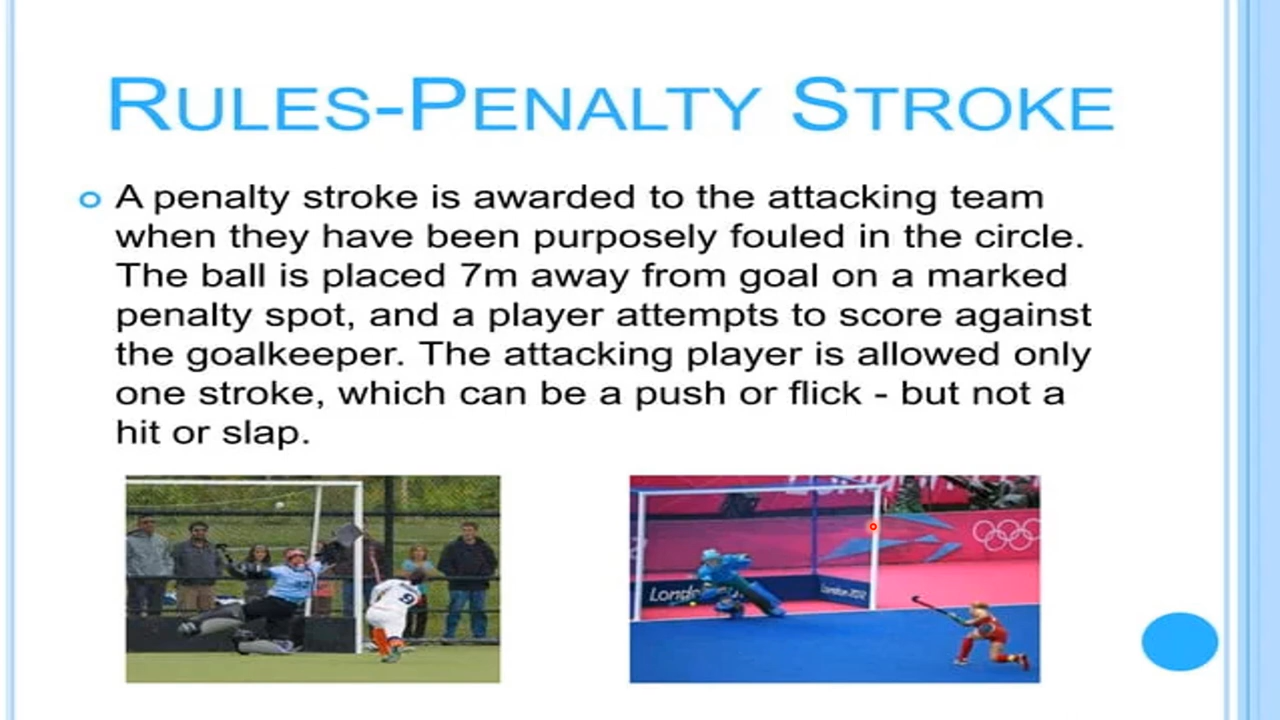 RULES-PENALTY STROKE
A penalty stroke is awarded to the attacking team
when they have been purposely fouled in the circle.
The ball is placed 7m away from goal on a marked
penalty spot, and a player attempts to score against
the goalkeeper. The attacking player is allowed only
one stroke, which can be a push or flick - but not a
hit or slap.
London 2012